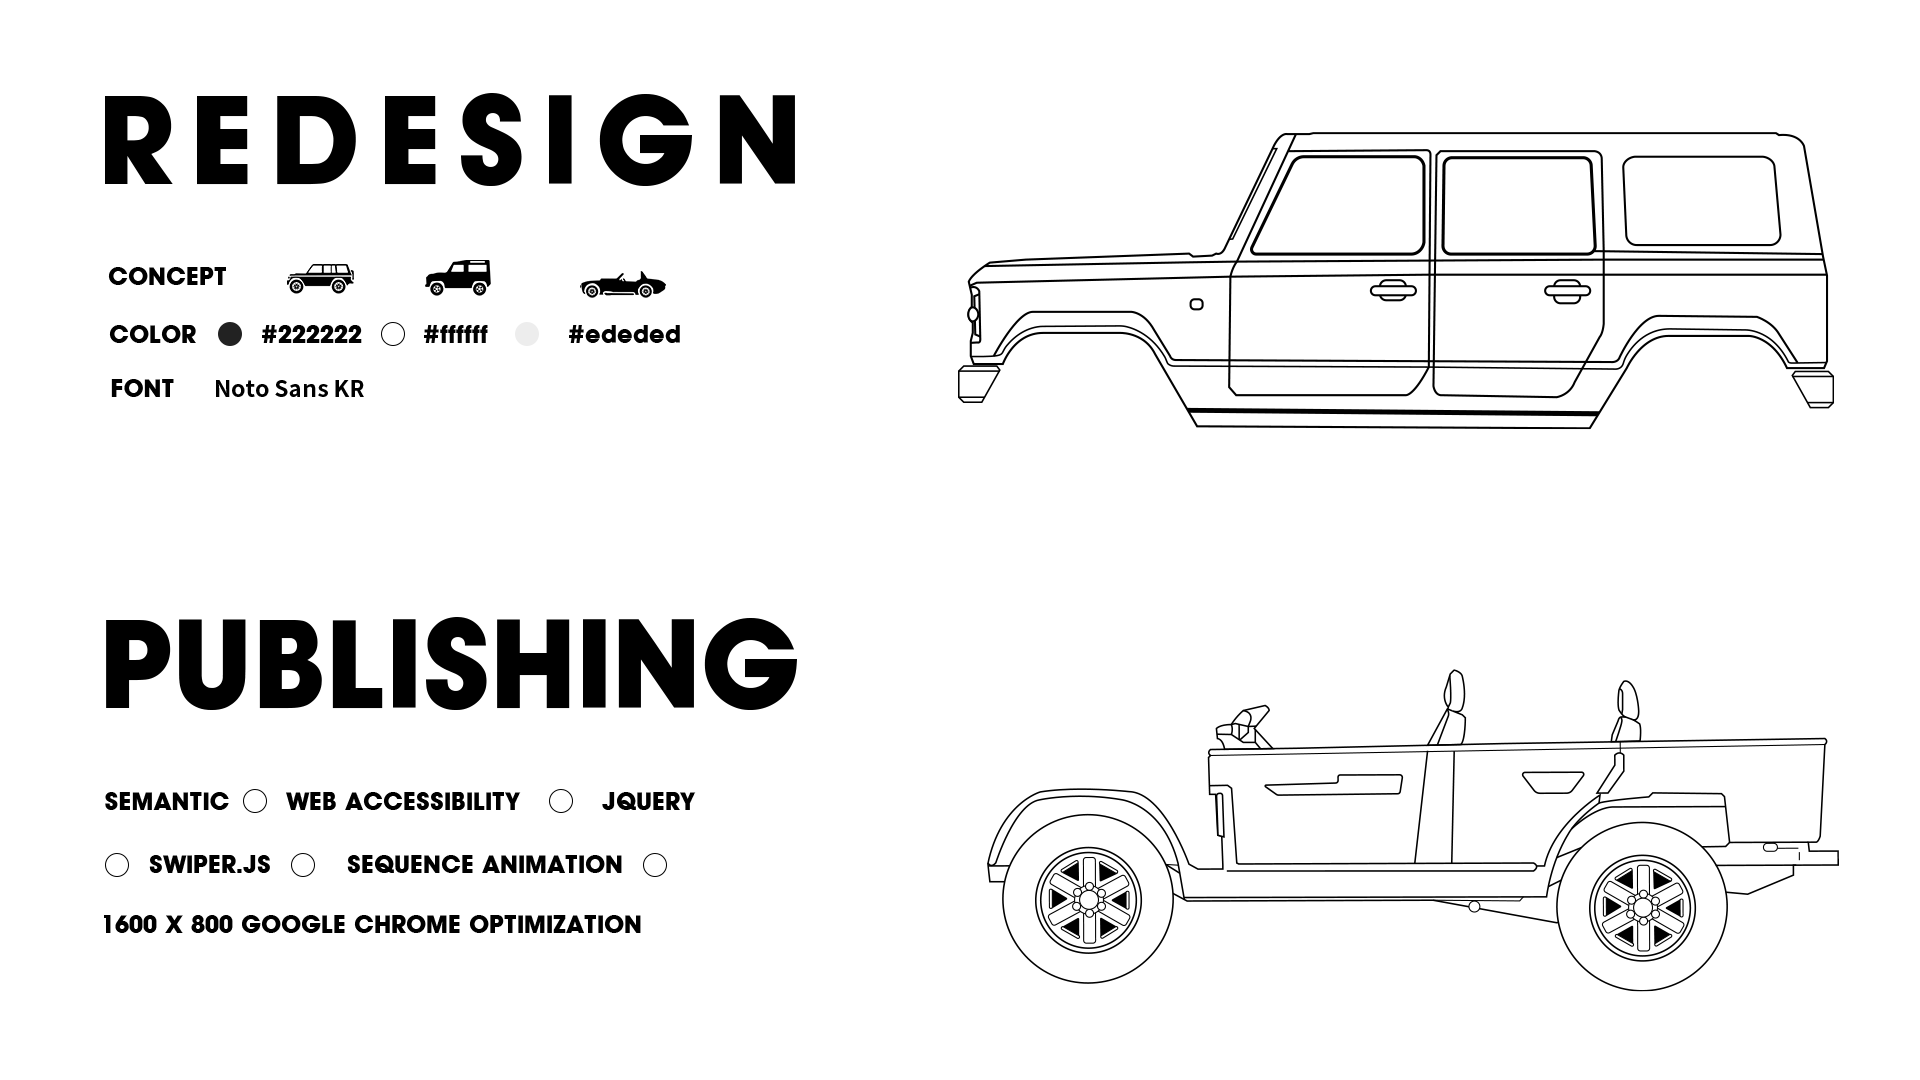 REDESIGN
CONCEPT
COLOR #222222 #ffffff #ededed
FONT Noto Sans KR
PUBLISHING
SEMANTIC WEB ACCESSIBILITY JQUERY
SWIPER.JS SEQUENCE ANIMATION
1600 X 800 GOOGLE CHROME OPTIMIZATION